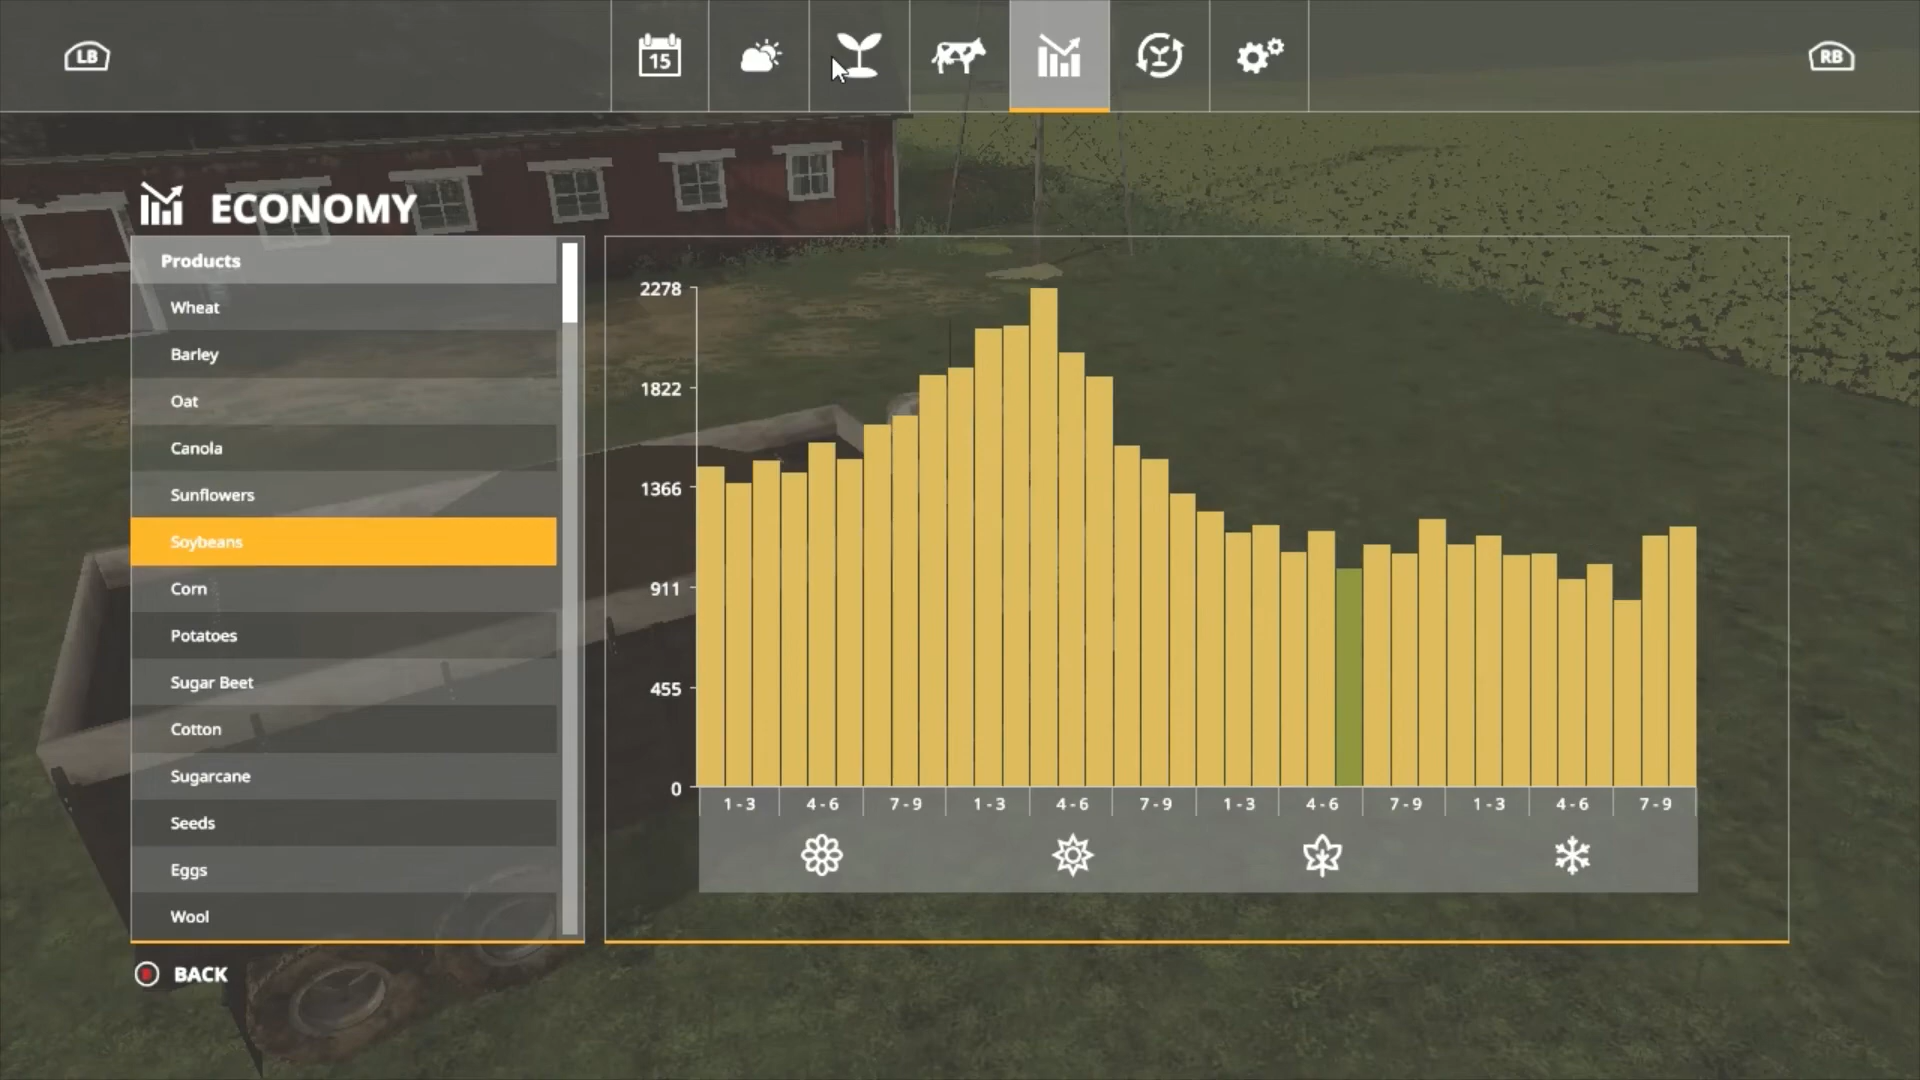 LB
15
RB
ECONOMY
Products
Wheat
Barley
Oat
Canola
Sunflowers
Soybeans
Corn
Potatoes
Sugar Beet
Cotton
Sugarcane
Seeds
Eggs
Wool
2278
1822
1366
911
455
0
1 - 3 4 - 6 7 - 9 1 - 3 4 - 6 7 - 9 1 - 3 4 - 6 7 - 9 1 - 3 4 - 6 7 - 9
BACK